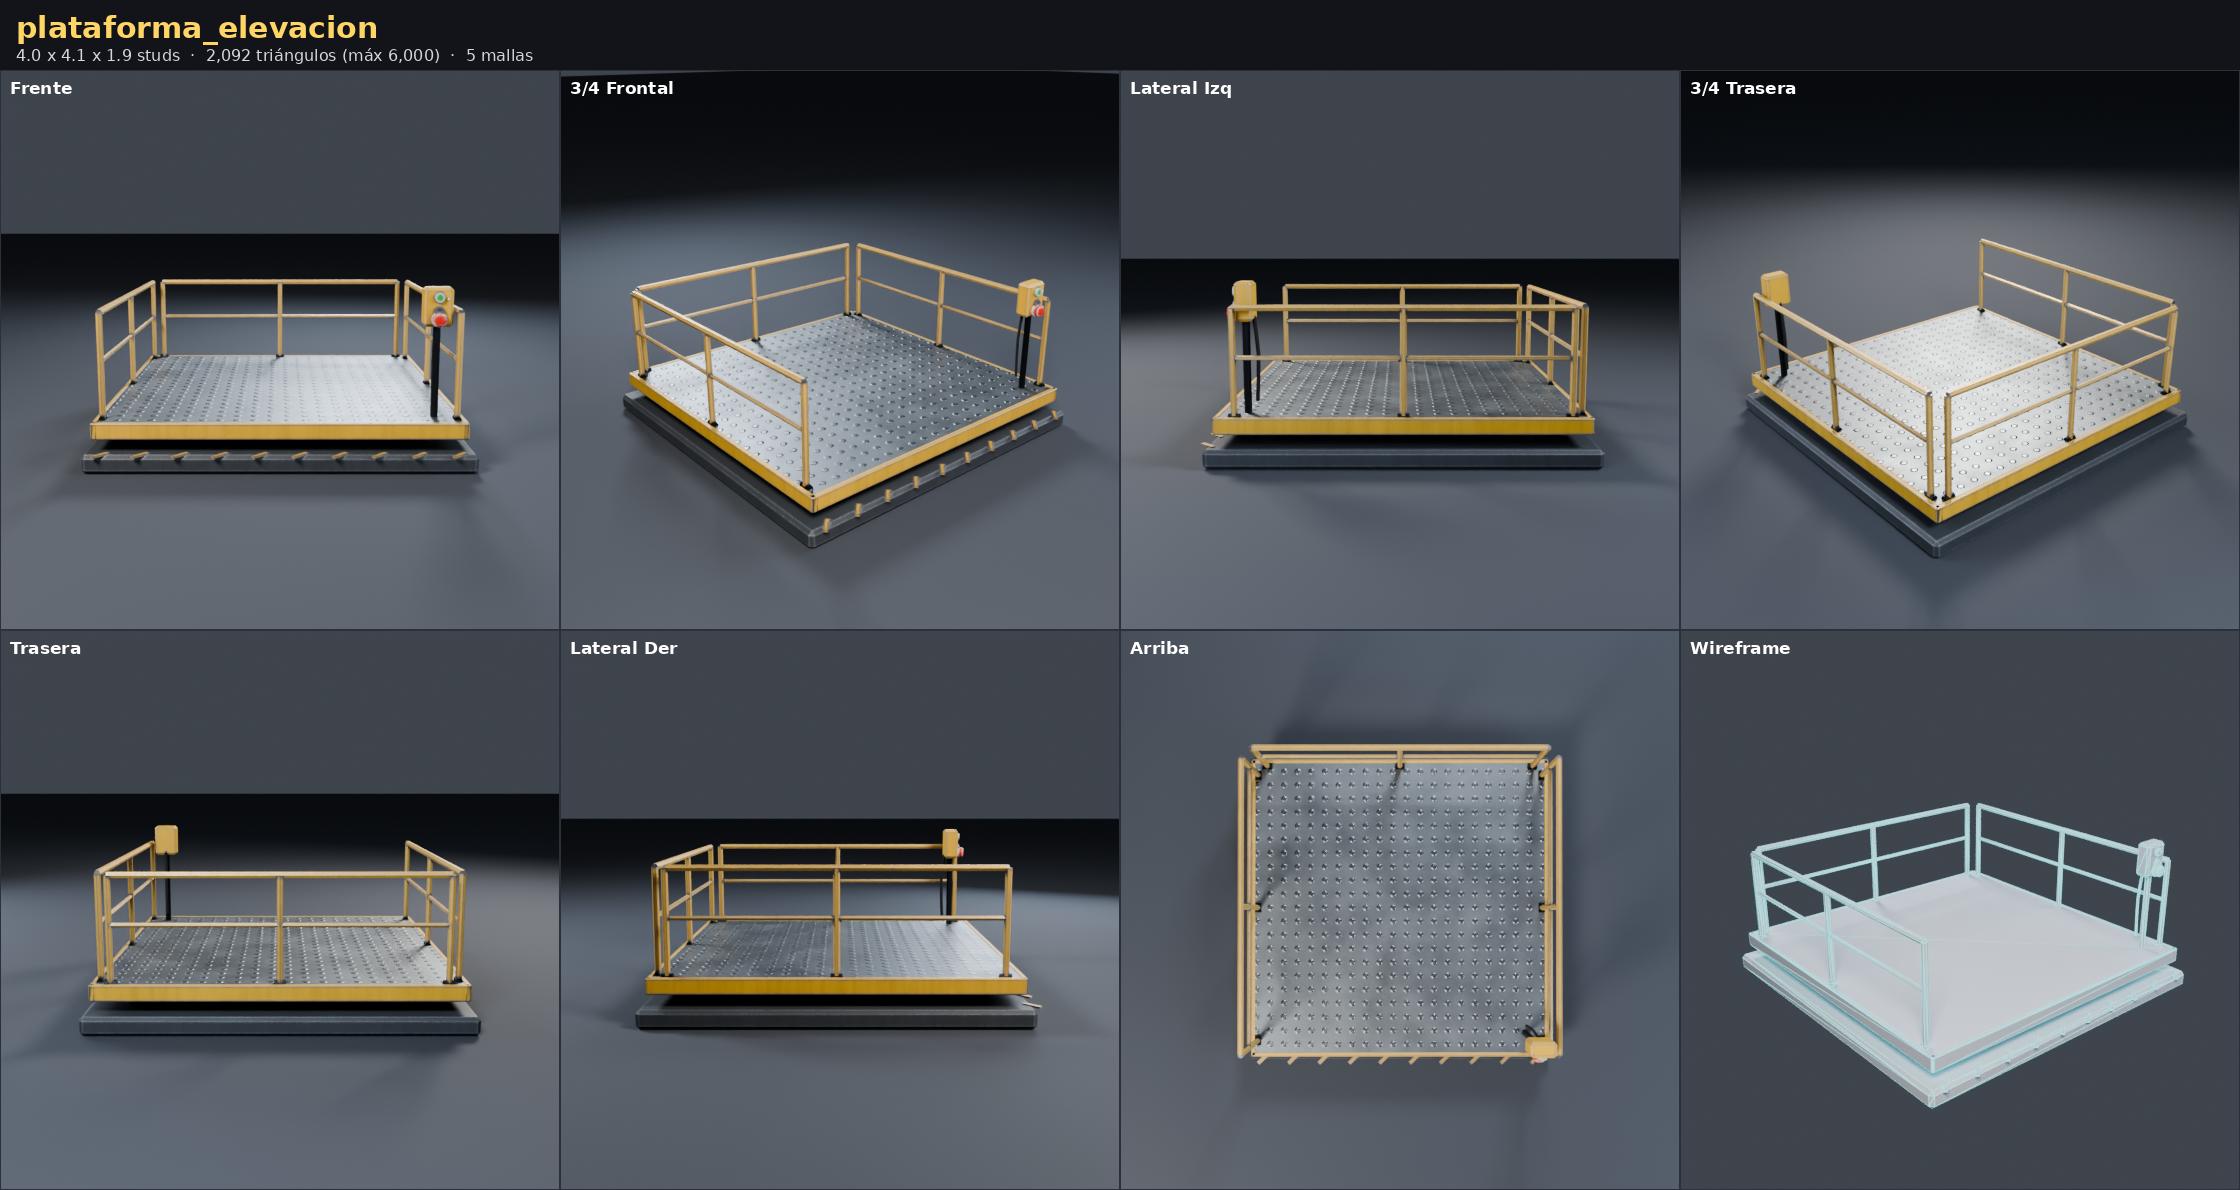 plataforma_elevacion
4.0 x 4.1 x 1.9 studs · 2,092 triángulos (máx 6,000) · 5 mallas
Frente
3/4 Frontal
Lateral Izq
3/4 Trasera
Trasera
Lateral Der
Arriba
Wireframe